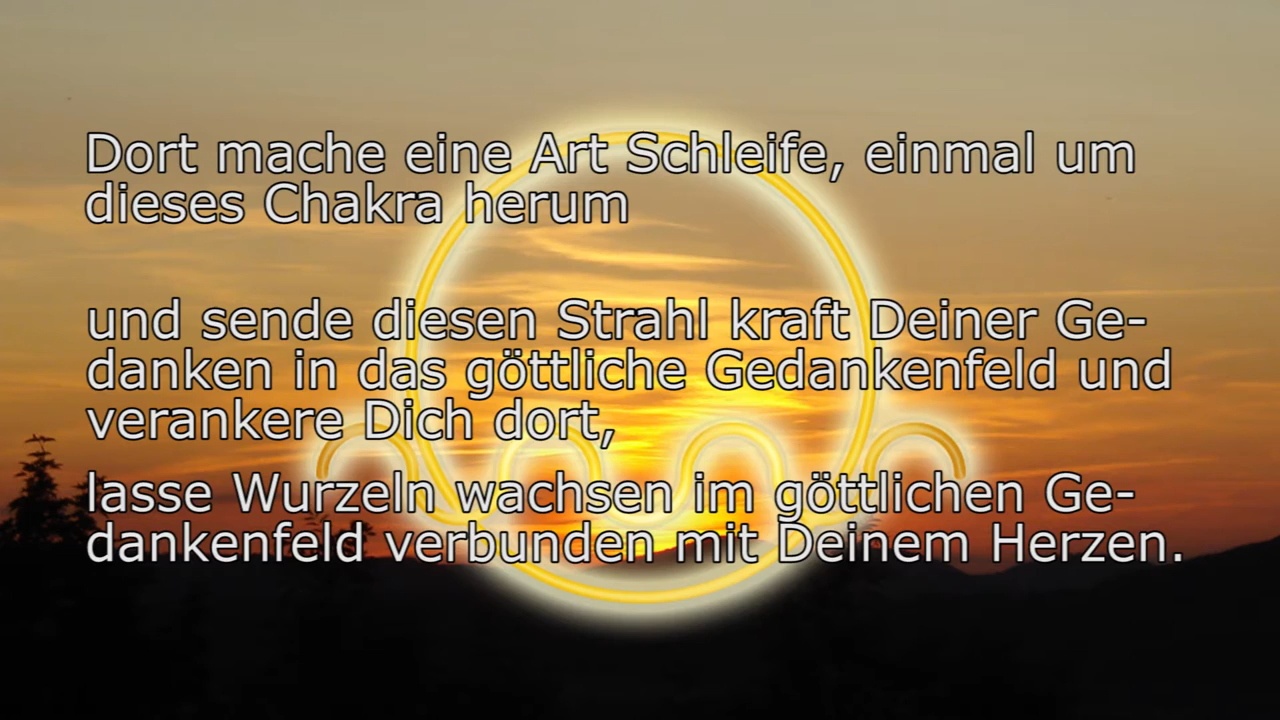 Dort mache eine Art Schleife, einmal um
dieses Chakra herum
und sende diesen Strahl kraft Deiner Ge-
danken in das göttliche Gedankenfeld und
verankere Dich dort,
lasse Wurzeln wachsen im göttlichen Ge-
dankenfeld verbunden mit Deinem Herzen.